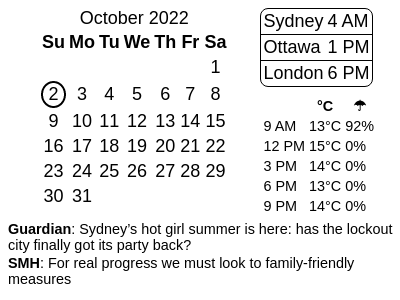 October 2022
Su Mo Tu We Th Fr Sa
1
2 3 4 5 6 7 8
9 10 11 12 13 14 15
16 17 18 19 20 21 22
23 24 25 26 27 28 29
30 31
Sydney 4 AM
Ottawa 1 PM
London 6 PM
°C ☂
9 AM 13°C 92%
12 PM 15°C 0%
3 PM 14°C 0%
6 PM 13°C 0%
9 PM 14°C 0%
Guardian: Sydney’s hot girl summer is here: has the lockout
city finally got its party back?
SMH: For real progress we must look to family-friendly
measures